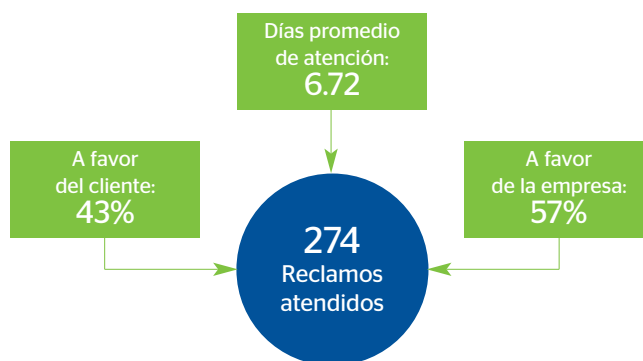 Días promedio
de atención:
6.72
A favor
del cliente:
43%
A favor
de la empresa:
57%
274
Reclamos
atendidos